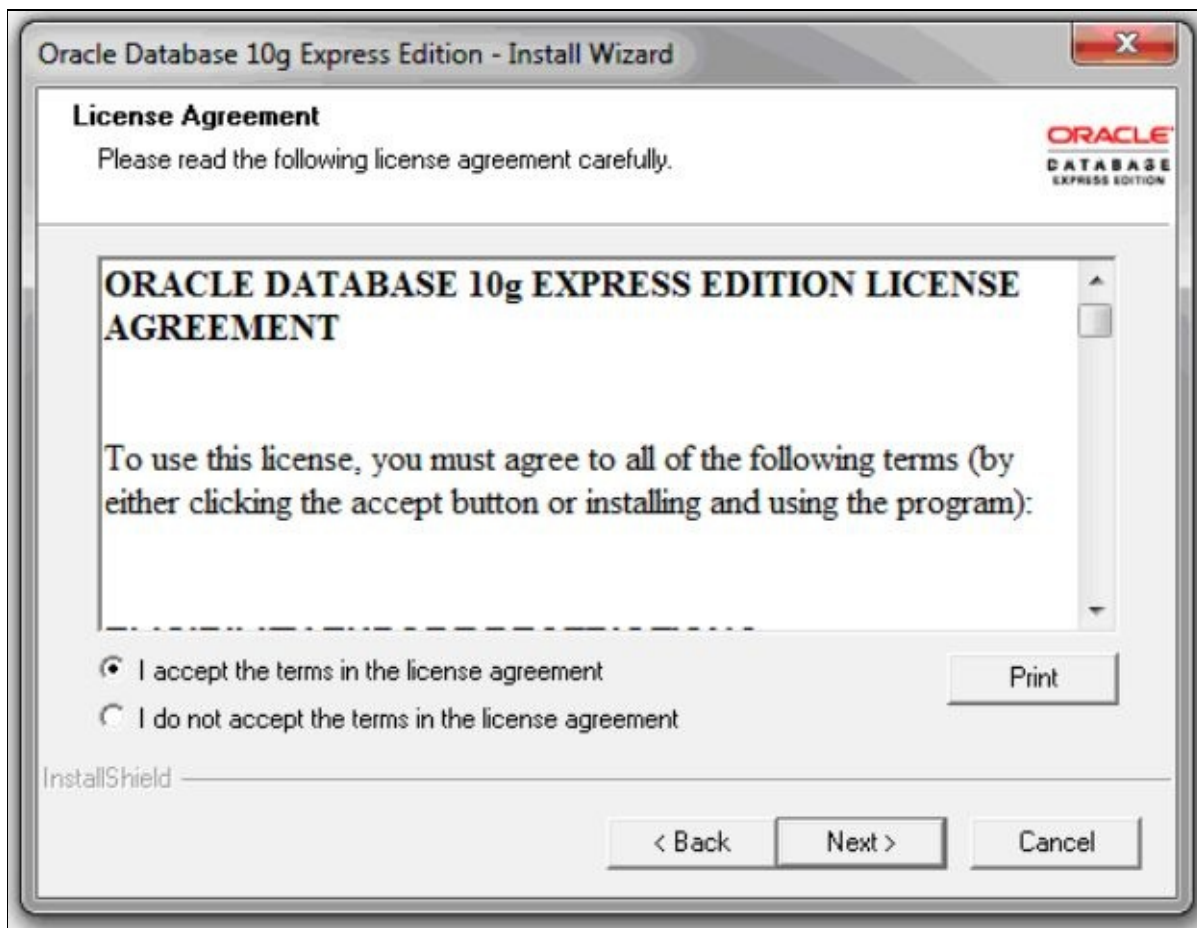 Oracle Database 10g Express Edition - Install Wizard
License Agreement
Please read the following license agreement carefully.
ORACLE
DATABASE
EXPRESS EDITION
ORACLE DATABASE 10g EXPRESS EDITION LICENSE
AGREEMENT
To use this license, you must agree to all of the following terms (by
either clicking the accept button or installing and using the program):
I accept the terms in the license agreement
Print
I do not accept the terms in the license agreement
InstallShield
< Back
Next >
Cancel